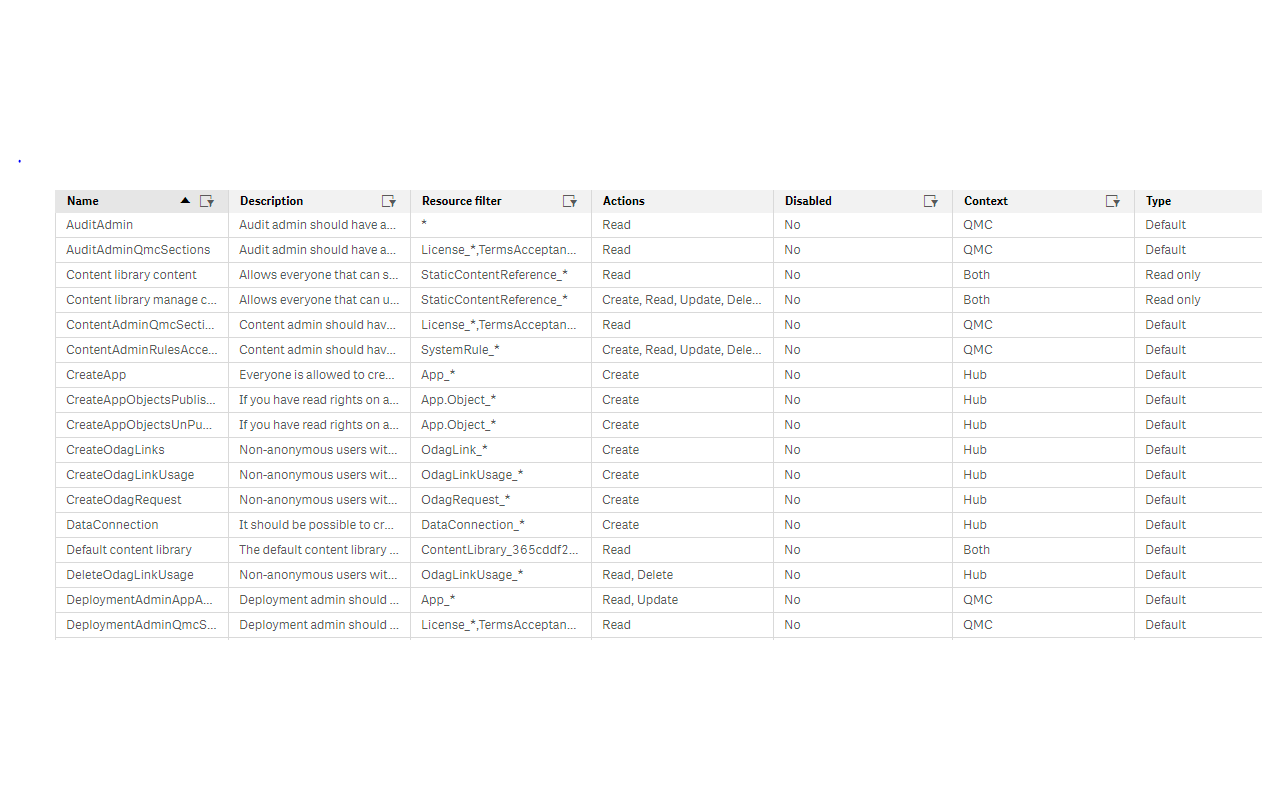 Name Description Resource filter Actions Disabled Context Type
AuditAdmin Audit admin should have a... * Read No QMC Default
AuditAdminQmcSections Audit admin should have a... License_*,TermsAcceptan... Read No QMC Default
Content library content Allows everyone that can s... StaticContentReference_* Read No Both Read only
Content library manage c... Allows everyone that can u... StaticContentReference_* Create, Read, Update, Dele... No Both Read only
ContentAdminQmcSecti... Content admin should hav... License_*,TermsAcceptan... Read No QMC Default
ContentAdminRulesAcce... Content admin should hav... SystemRule_* Create, Read, Update, Dele... No QMC Default
CreateApp Everyone is allowed to cre... App_* Create No Hub Default
CreateAppObjectsPublis... If you have read rights on a... App.Object_* Create No Hub Default
CreateAppObjectsUnPu... If you have read rights on a... App.Object_* Create No Hub Default
CreateOdagLinks Non-anonymous users wit... OdagLink_* Create No Hub Default
CreateOdagLinkUsage Non-anonymous users wit... OdagLinkUsage_* Create No Hub Default
CreateOdagRequest Non-anonymous users wit... OdagRequest_* Create No Hub Default
DataConnection It should be possible to cr... DataConnection_* Create No Hub Default
Default content library The default content library ... ContentLibrary_365cddf2... Read No Both Default
DeleteOdagLinkUsage Non-anonymous users wit... OdagLinkUsage_* Read, Delete No Hub Default
DeploymentAdminAppA... Deployment admin should ... App_* Read, Update No QMC Default
DeploymentAdminQmcS... Deployment admin should ... License_*,TermsAcceptan... Read No QMC Default